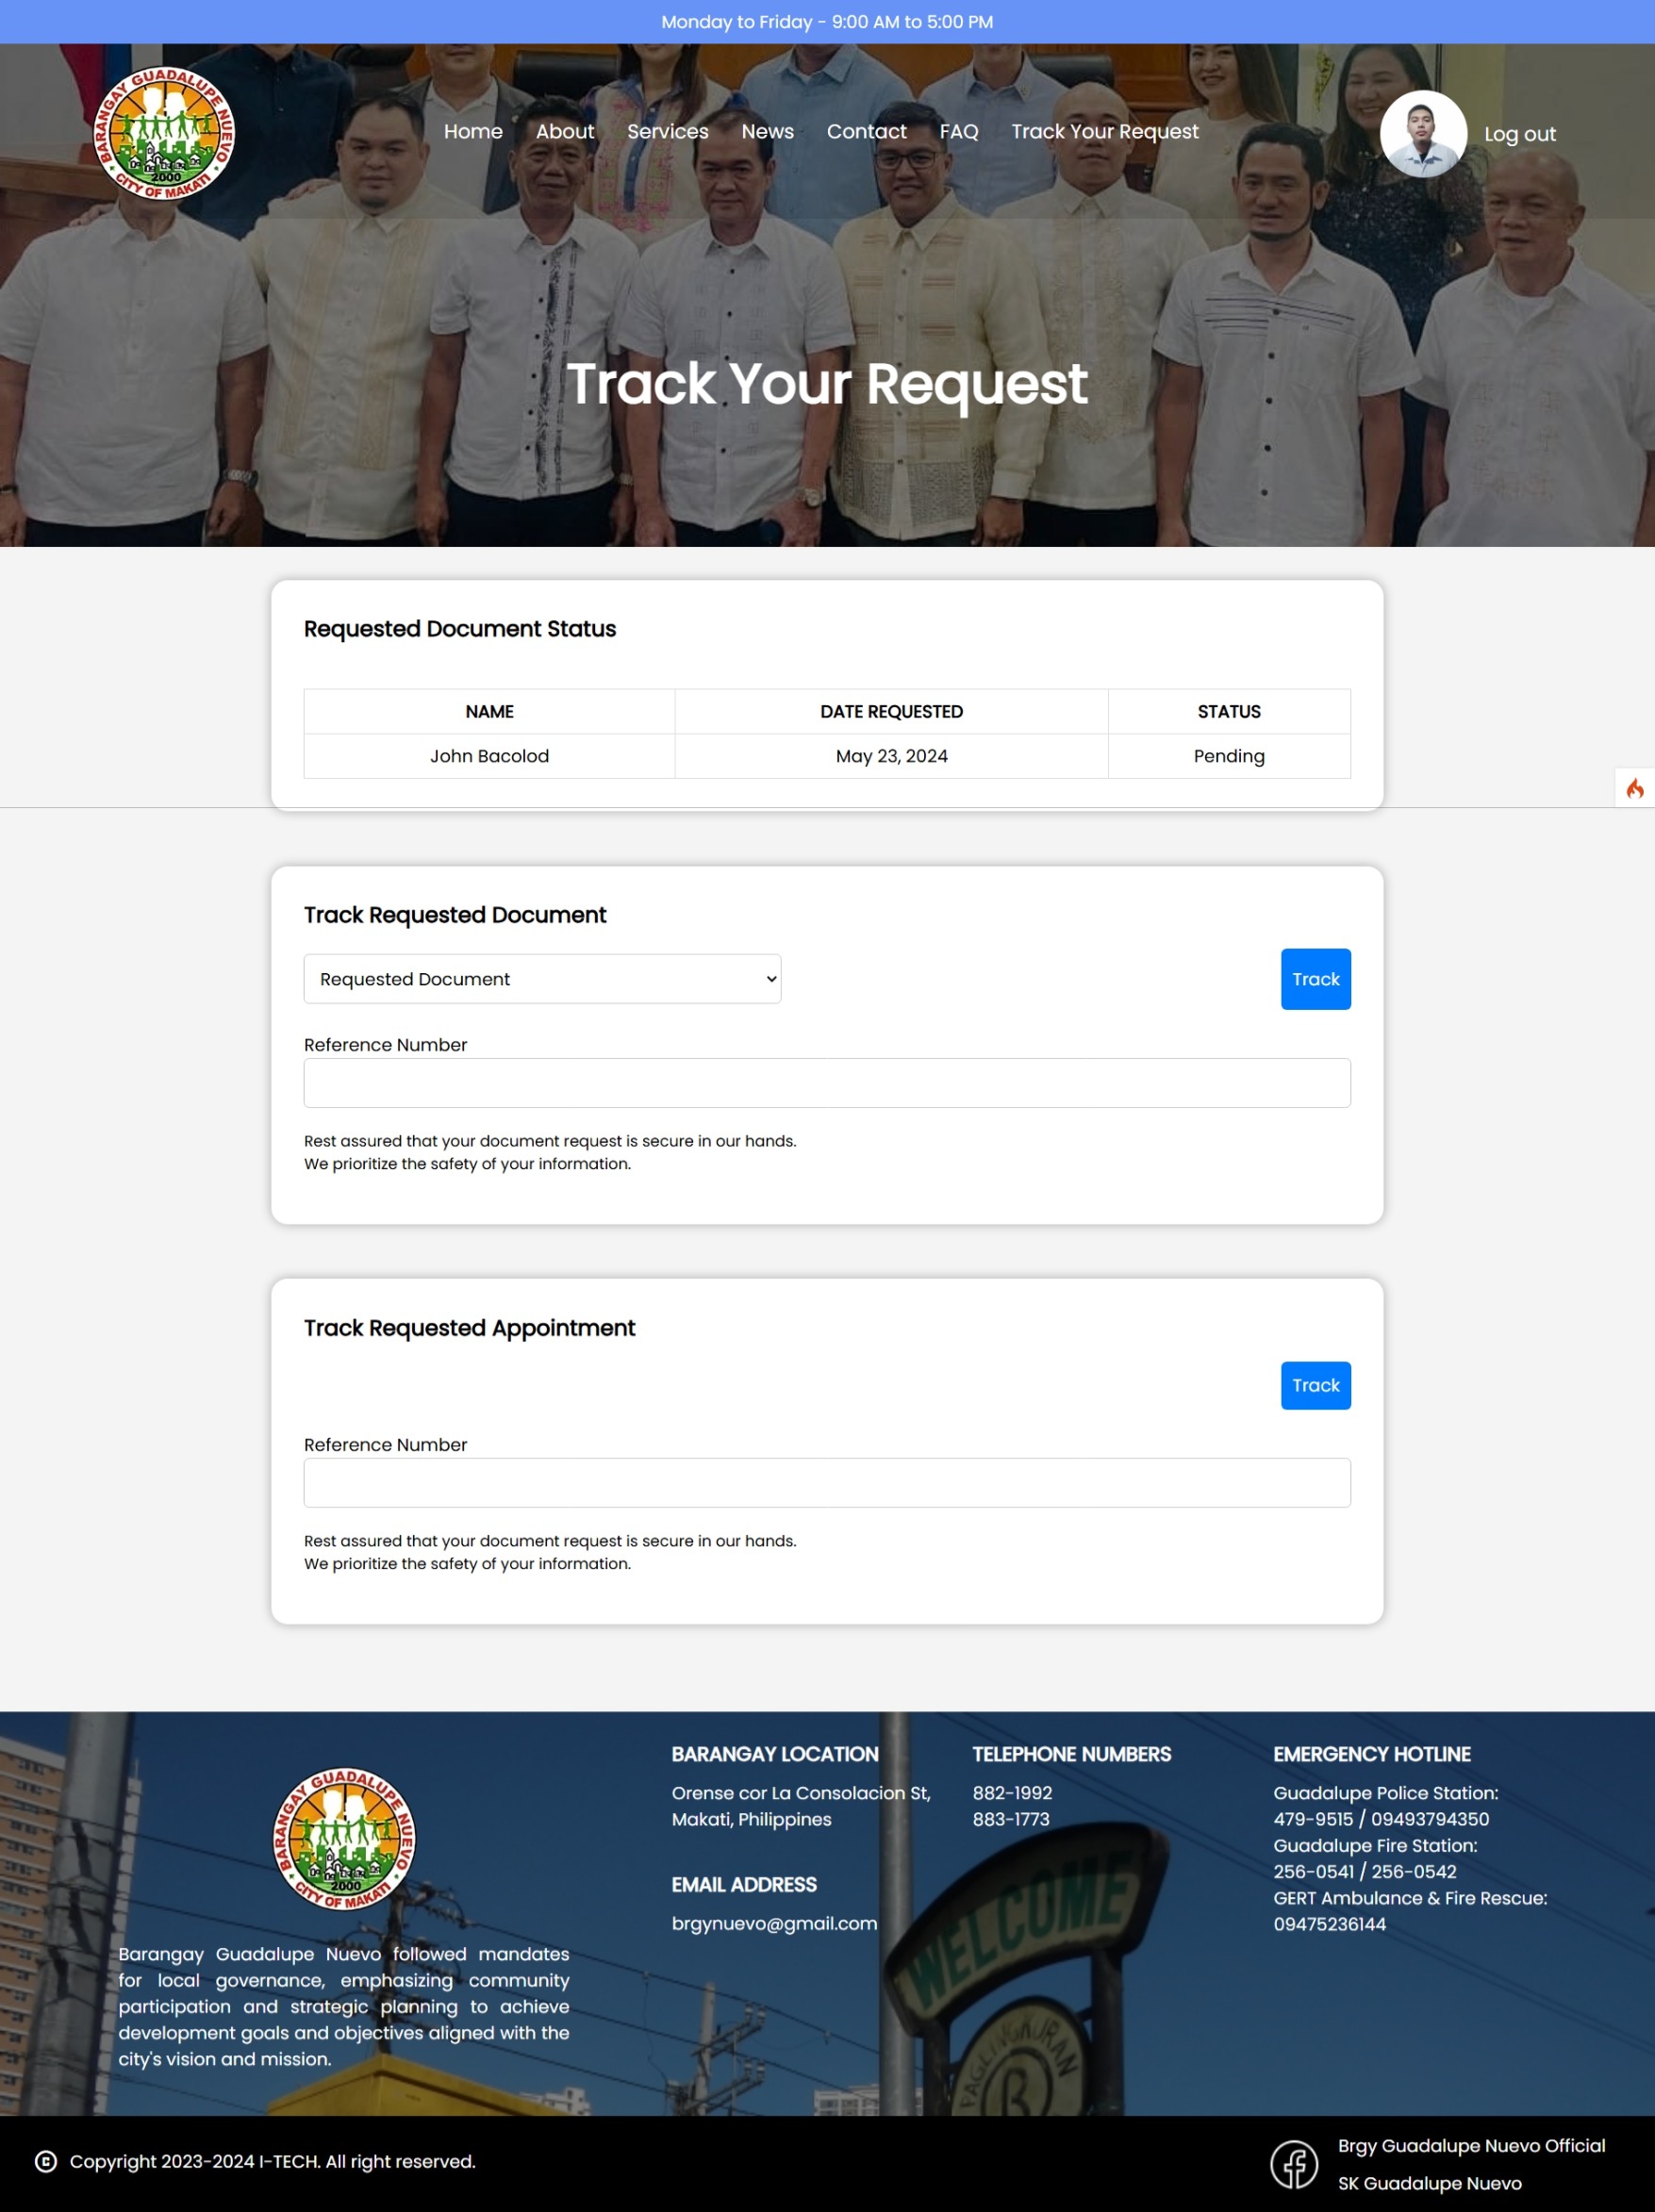 Monday to Friday - 9:00 AM to 5:00 PM
BARANGAY GUADALUPE NUEVO
2000
CITY OF MAKATI
Home About Services News Contact FAQ Track Your Request
Log out
Track Your Request
Requested Document Status
NAME DATE REQUESTED STATUS
John Bacolod May 23, 2024 Pending
Track Requested Document
Requested Document
Track
Reference Number
Rest assured that your document request is secure in our hands.
We prioritize the safety of your information.
Track Requested Appointment
Track
Reference Number
Rest assured that your document request is secure in our hands.
We prioritize the safety of your information.
BARANGAY GUADALUPE NUEVO
2000
CITY OF MAKATI
Barangay Guadalupe Nuevo followed mandates
for local governance, emphasizing community
participation and strategic planning to achieve
development goals and objectives aligned with the
city's vision and mission.
BARANGAY LOCATION
Orense cor La Consolacion St,
Makati, Philippines
EMAIL ADDRESS
brgynuevo@gmail.com
TELEPHONE NUMBERS
882-1992
883-1773
EMERGENCY HOTLINE
Guadalupe Police Station:
479-9515 / 09493794350
Guadalupe Fire Station:
256-0541 / 256-0542
GERT Ambulance & Fire Rescue:
09475236144
WELCOME
B
Copyright 2023-2024 I-TECH. All right reserved.
Brgy Guadalupe Nuevo Official
SK Guadalupe Nuevo